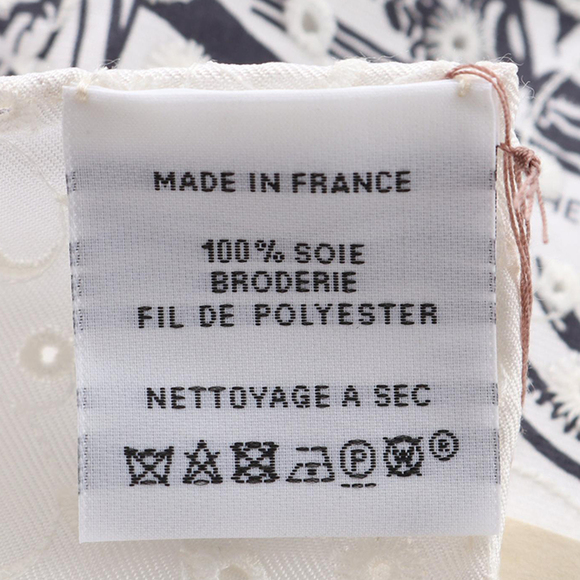 MADE IN FRANCE
100% SOIE
BRODERIE
FIL DE POLYESTER
NETTOYAGE A SEC
P W ®